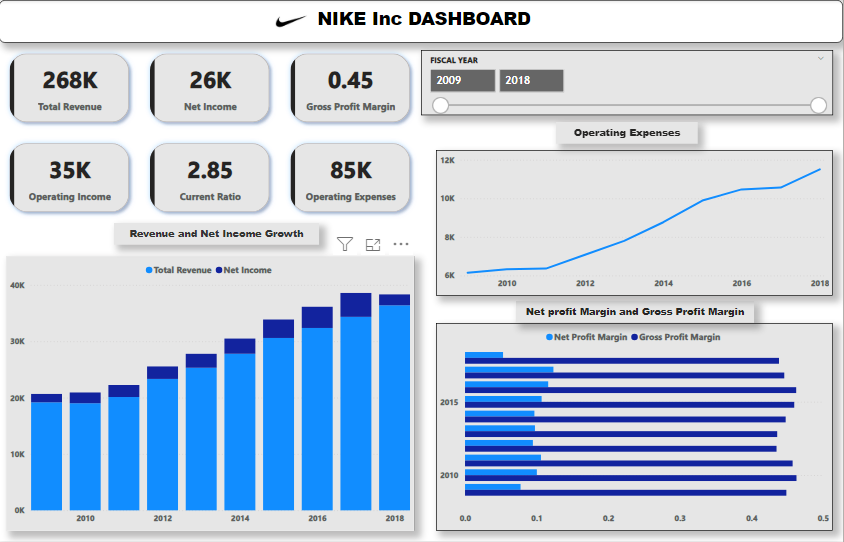 NIKE Inc DASHBOARD
268K
Total Revenue
26K
Net Income
0.45
Gross Profit Margin
FISCAL YEAR
2009
2018
35K
Operating Income
2.85
Current Ratio
85K
Operating Expenses
Operating Expenses
12K
10K
8K
6K
2010
2012
2014
2016
2018
Revenue and Net Income Growth
Total Revenue
Net Income
40K
30K
20K
10K
0K
2010
2012
2014
2016
2018
Net profit Margin and Gross Profit Margin
Net Profit Margin
Gross Profit Margin
2015
2010
0.0
0.1
0.2
0.3
0.4
0.5